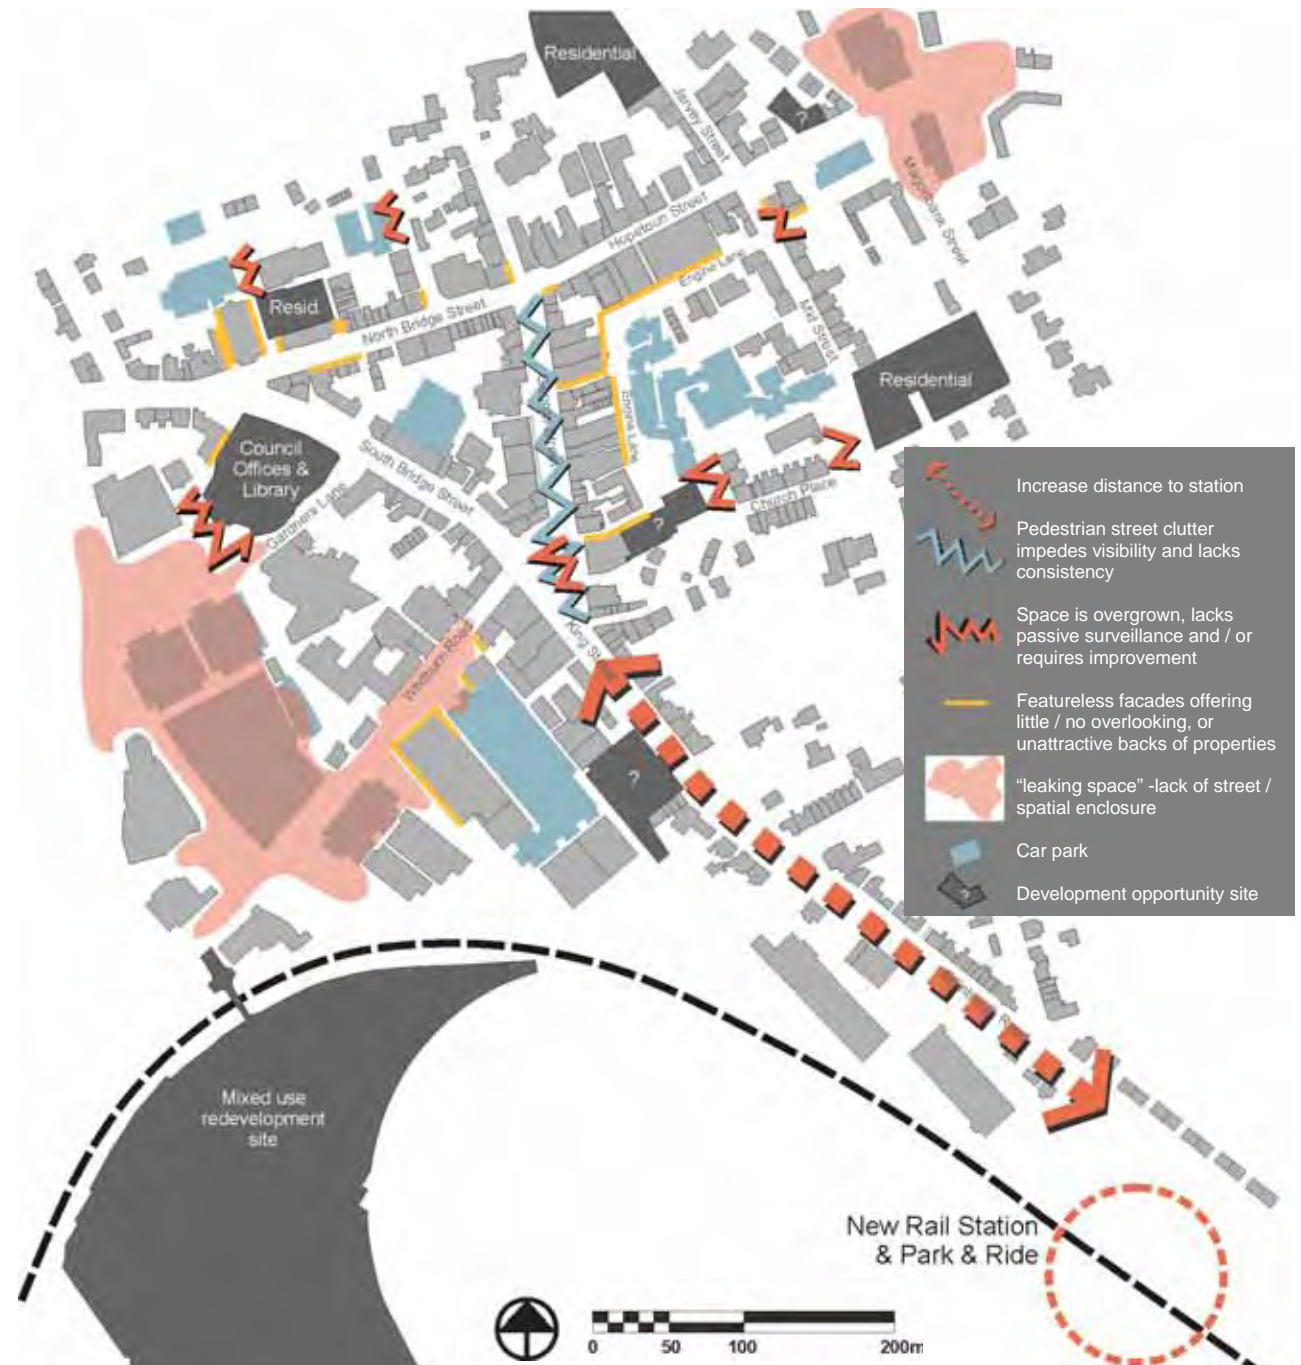 Residential
Jarvey Street
?
Marjoribanks Street
Hopetoun Street
Engine Lane
Resid.
North Bridge Street
Mill Street
Residential
Engine Lane
Council
Offices &
Library
South Bridge Street
Gardners Lane
Church Place
?
King St
Whitburn Road
?
Increase distance to station
Pedestrian street clutter
impedes visibility and lacks
consistency
Space is overgrown, lacks
passive surveillance and / or
requires improvement
Featureless facades offering
little / no overlooking, or
unattractive backs of properties
“leaking space” -lack of street /
spatial enclosure
Car park
Development opportunity site
Mixed use
redevelopment
site
New Rail Station
& Park & Ride
0 50 100 200m